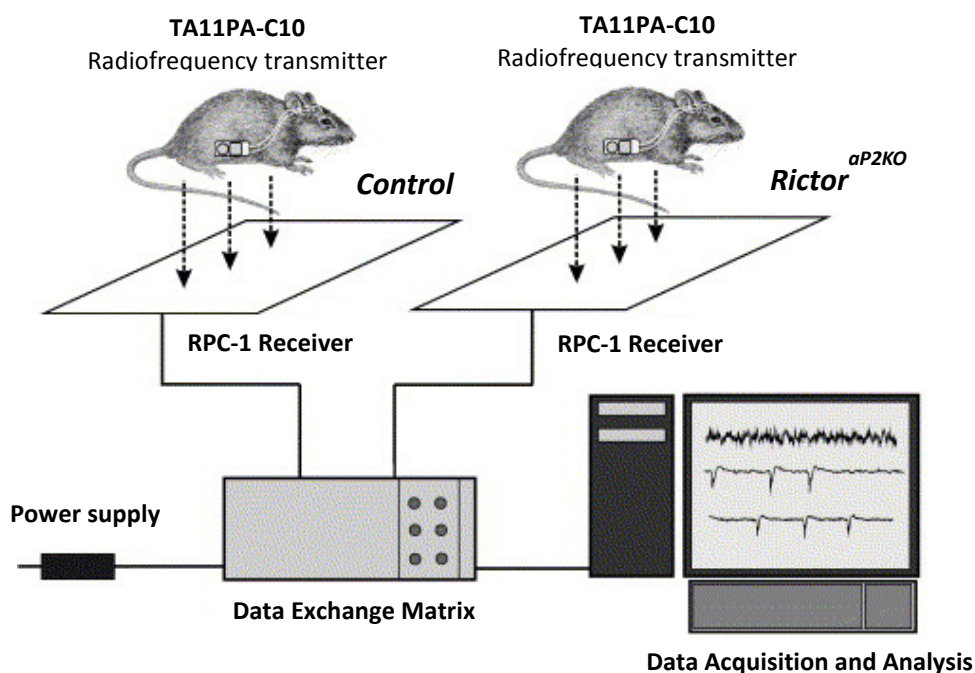 TA11PA-C10
Radiofrequency transmitter
TA11PA-C10
Radiofrequency transmitter
Control
Rictor aP2KO
RPC-1 Receiver
RPC-1 Receiver
Power supply
Data Exchange Matrix
Data Acquisition and Analysis